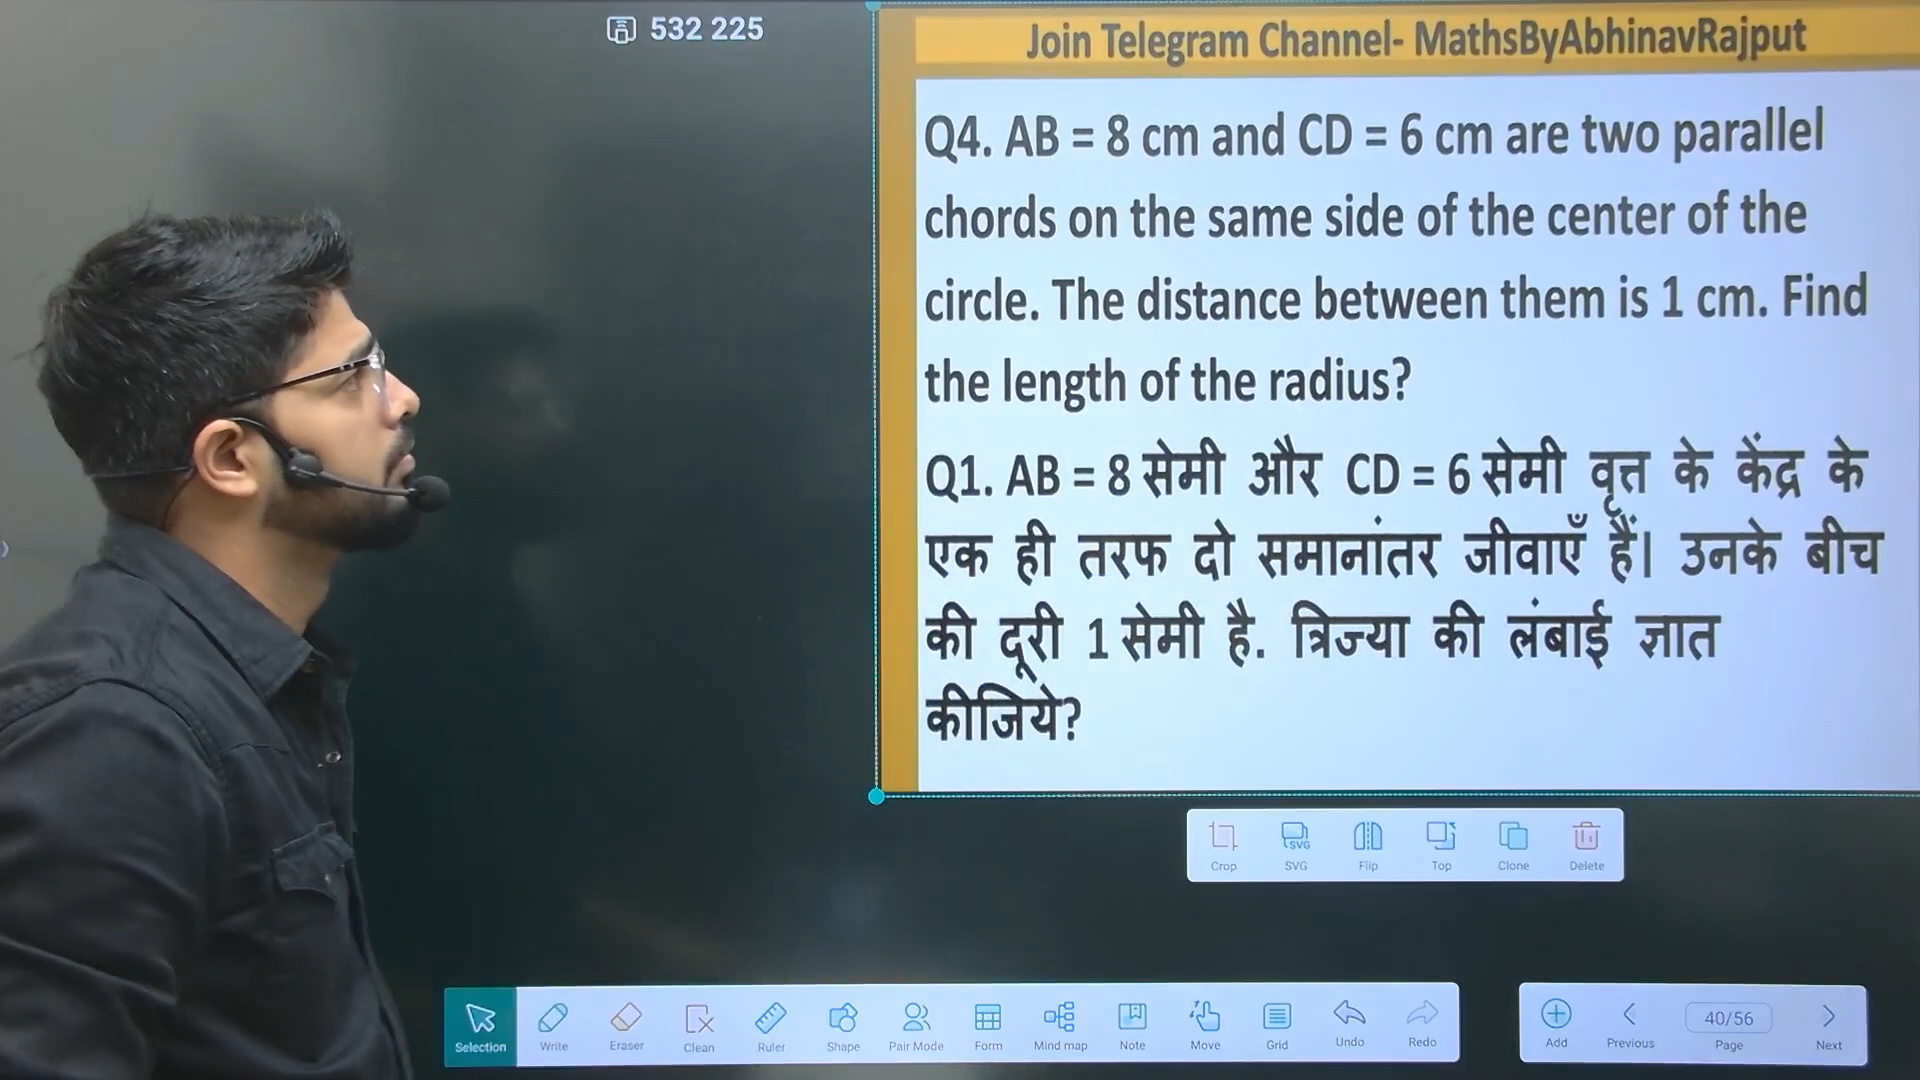 532 225
Join Telegram Channel- MathsByAbhinavRajput
Q4. AB = 8 cm and CD = 6 cm are two parallel
chords on the same side of the center of the
circle. The distance between them is 1 cm. Find
the length of the radius?
Q1. AB = 8 सेमी और CD = 6 सेमी वृत्त के केंद्र के
एक ही तरफ दो समानांतर जीवाएँ हैं। उनके बीच
की दूरी 1 सेमी है. त्रिज्या की लंबाई ज्ञात
कीजिये?
Crop SVG Flip Top Clone Delete
Selection Write Eraser Clean Ruler Shape Pair Mode Form Mind map Note Move Grid Undo Redo
Add Previous 40/56 Page Next